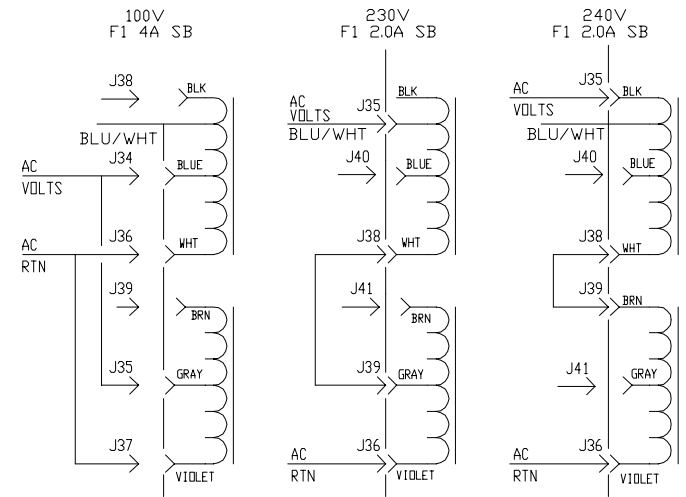 100V
F1 4A SB
J38
BLK
BLU/WHT
J34
BLUE
AC
VOLTS
J36
WHT
AC
RTN
J39
BRN
J35
GRAY
J37
VIOLET
230V
F1 2.0A SB
BLK
AC
VOLTS
J35
BLU/WHT
J40
BLUE
J38
WHT
J41
BRN
J39
GRAY
AC
RTN
J36
VIOLET
240V
F1 2.0A SB
AC
VOLTS
J35
BLK
BLU/WHT
J40
BLUE
J38
WHT
J39
BRN
J41
GRAY
AC
RTN
J36
VIOLET